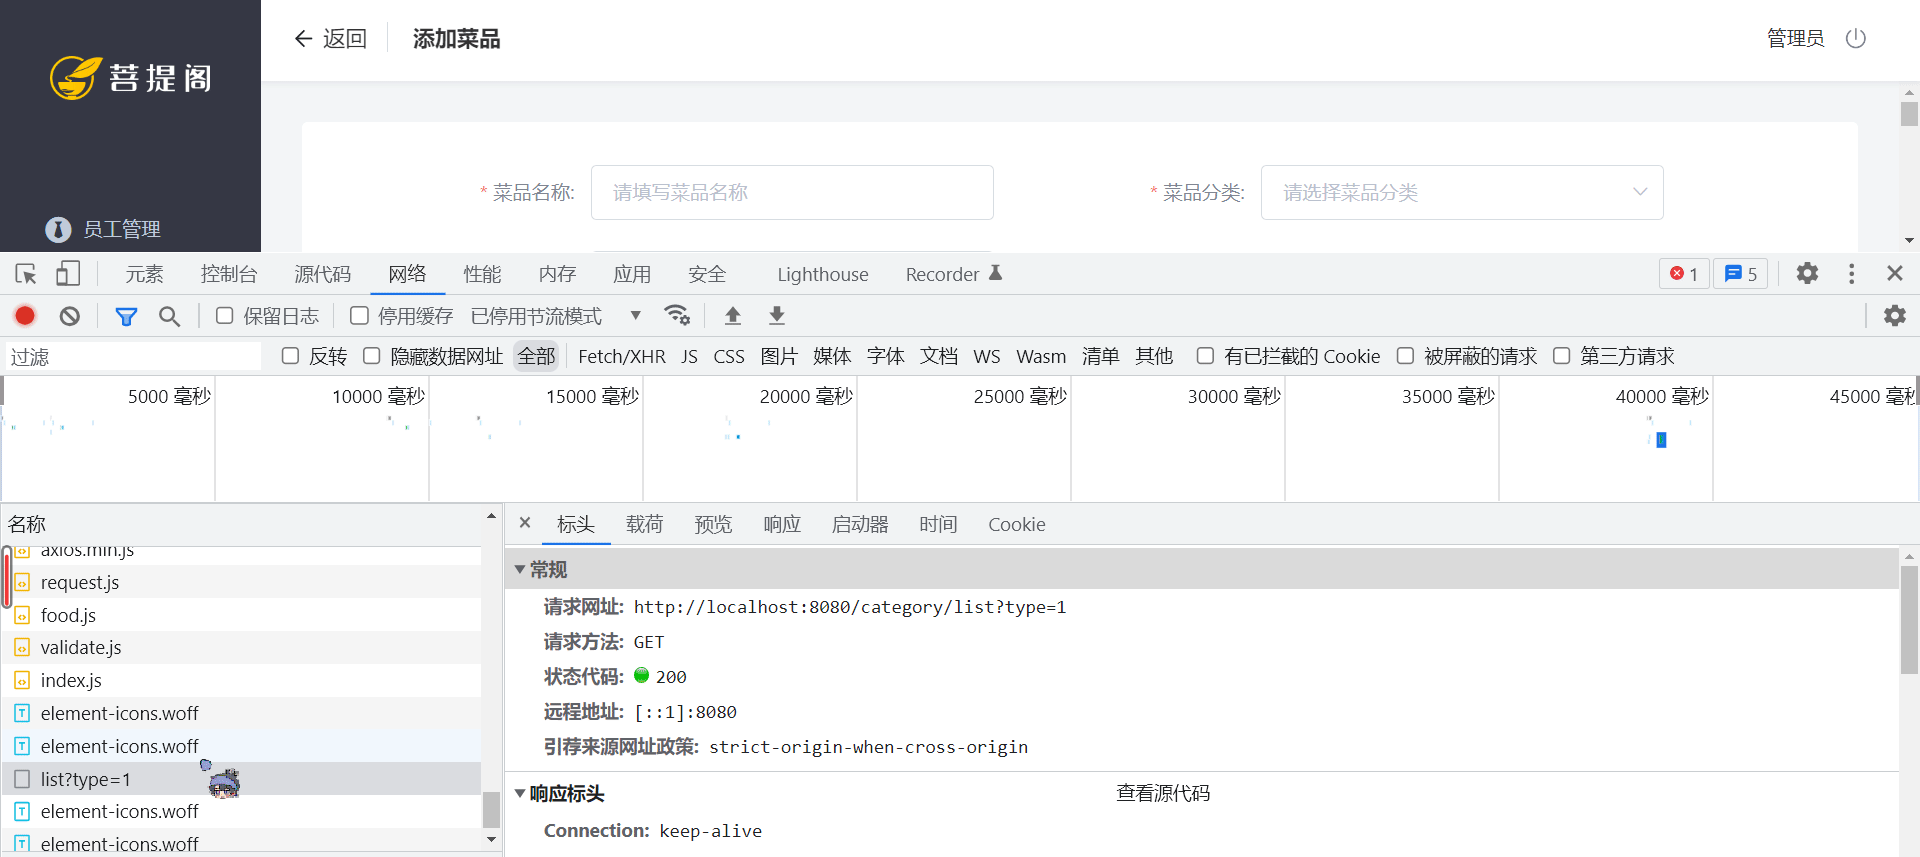 菩提阁
返回
添加菜品
管理员
* 菜品名称:
请填写菜品名称
* 菜品分类:
请选择菜品分类
员工管理
元素 控制台 源代码 网络 性能 内存 应用 安全 Lighthouse Recorder 1 5
保留日志 停用缓存 已停用节流模式
过滤 反转 隐藏数据网址 全部 Fetch/XHR JS CSS 图片 媒体 字体 文档 WS Wasm 清单 其他 有已拦截的 Cookie 被屏蔽的请求 第三方请求
5000 毫秒 10000 毫秒 15000 毫秒 20000 毫秒 25000 毫秒 30000 毫秒 35000 毫秒 40000 毫秒 45000 毫秒
名称
axios.min.js
request.js
food.js
validate.js
index.js
element-icons.woff
element-icons.woff
list?type=1
element-icons.woff
element-icons.woff
× 标头 载荷 预览 响应 启动器 时间 Cookie
常规
请求网址: http://localhost:8080/category/list?type=1
请求方法: GET
状态代码: 200
远程地址: [::1]:8080
引荐来源网址政策: strict-origin-when-cross-origin
响应标头 查看源代码
Connection: keep-alive